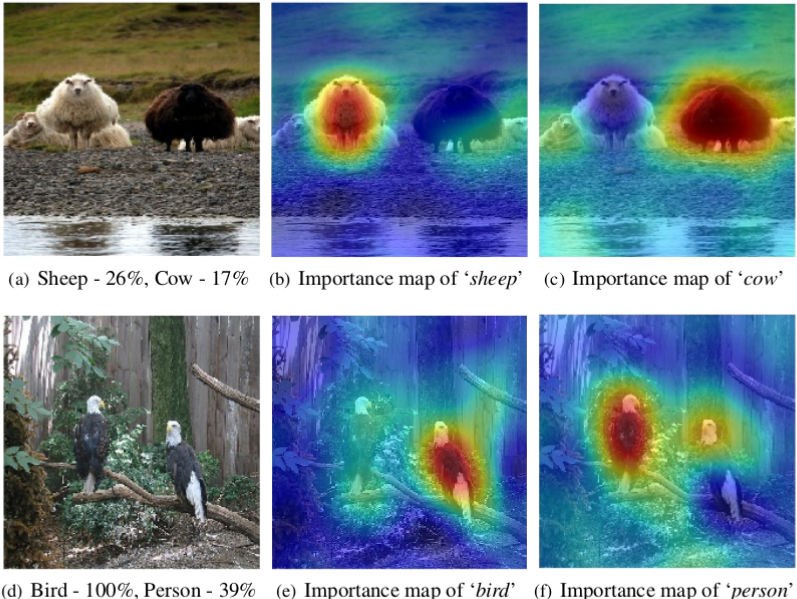 (a) Sheep - 26%, Cow - 17%
(b) Importance map of ‘sheep’
(c) Importance map of ‘cow’
(d) Bird - 100%, Person - 39%
(e) Importance map of ‘bird’
(f) Importance map of ‘person’